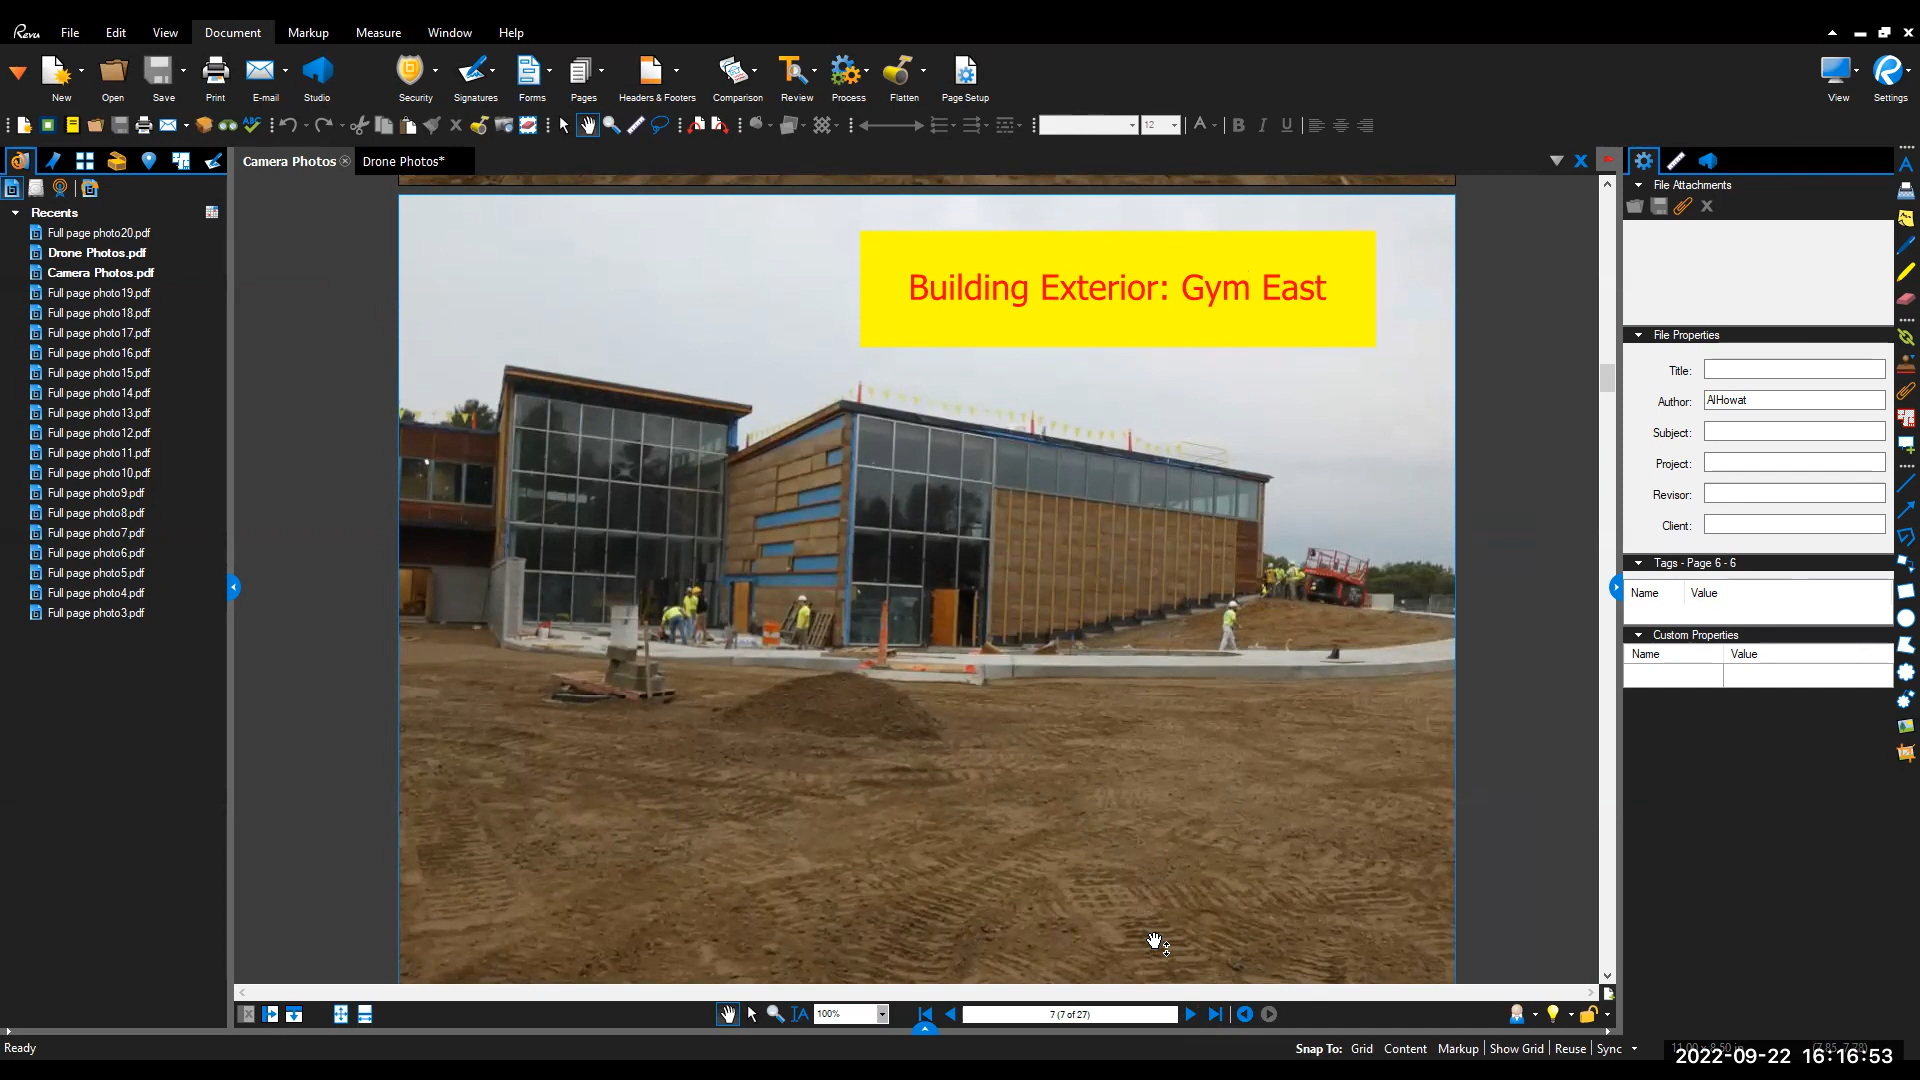 Revu File Edit View Document Markup Measure Window Help
New Open Save Print E-mail Studio Security Signatures Forms Pages Headers & Footers Comparison Review Process Flatten Page Setup View Settings
ABC 12 A B I U
Camera Photos Drone Photos*
Recents
Full page photo20.pdf
Drone Photos.pdf
Camera Photos.pdf
Full page photo19.pdf
Full page photo18.pdf
Full page photo17.pdf
Full page photo16.pdf
Full page photo15.pdf
Full page photo14.pdf
Full page photo13.pdf
Full page photo12.pdf
Full page photo11.pdf
Full page photo10.pdf
Full page photo9.pdf
Full page photo8.pdf
Full page photo7.pdf
Full page photo6.pdf
Full page photo5.pdf
Full page photo4.pdf
Full page photo3.pdf
Building Exterior: Gym East
File Attachments
File Properties
Title:
Author: AlHowat
Subject:
Project:
Revisor:
Client:
Tags - Page 6 - 6
Name Value
Custom Properties
Name Value
100% 7 (7 of 27)
Ready Snap To: Grid Content Markup Show Grid Reuse Sync
2022-09-22 16:16:53